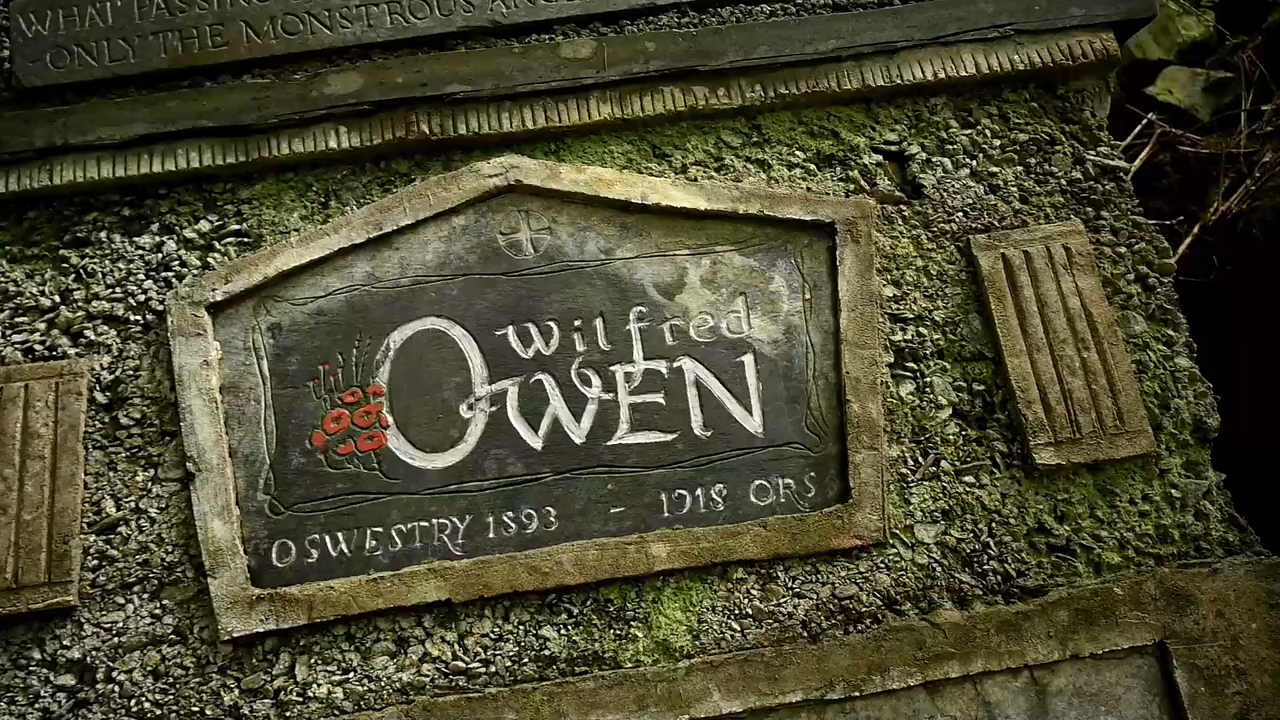 WHAT PASSING
-ONLY THE MONSTROUS ANG
Wilfred
OWEN
OSWESTRY 1893 - 1918 ORS